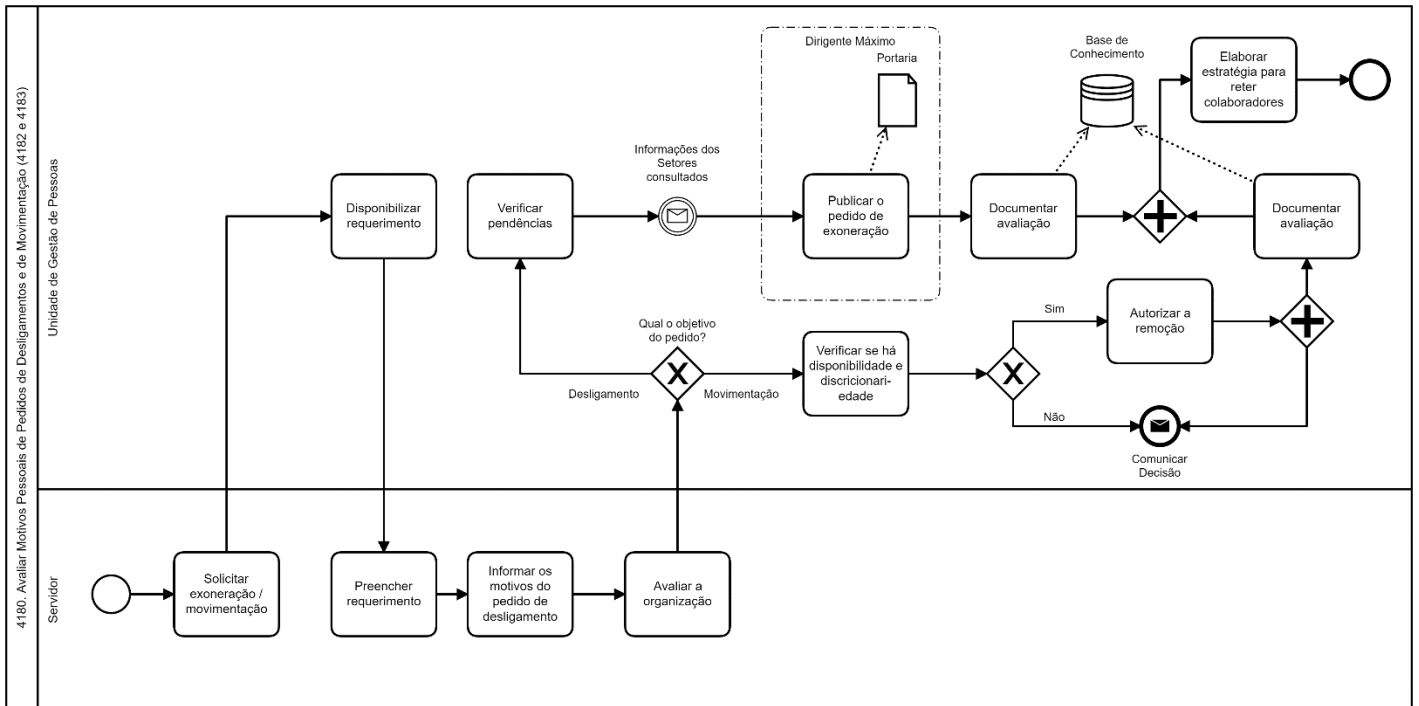 4180. Avaliar Motivos Pessoais de Pedidos de Desligamentos e de Movimentação (4182 e 4183)
Unidade de Gestão de Pessoas
Dirigente Máximo
Portaria
Base de
Conhecimento
Elaborar
estratégia para
reter
colaboradores
Informações dos
Setores
consultados
Disponibilizar
requerimento
Verificar
pendências
Publicar o
pedido de
exoneração
Documentar
avaliação
Documentar
avaliação
Qual o objetivo
do pedido?
Desligamento
Movimentação
Verificar se há
disponibilidade e
discricionari-
edade
Sim
Autorizar a
remoção
Não
Comunicar
Decisão
Servidor
Solicitar
exoneração /
movimentação
Preencher
requerimento
Informar os
motivos do
pedido de
desligamento
Avaliar a
organização